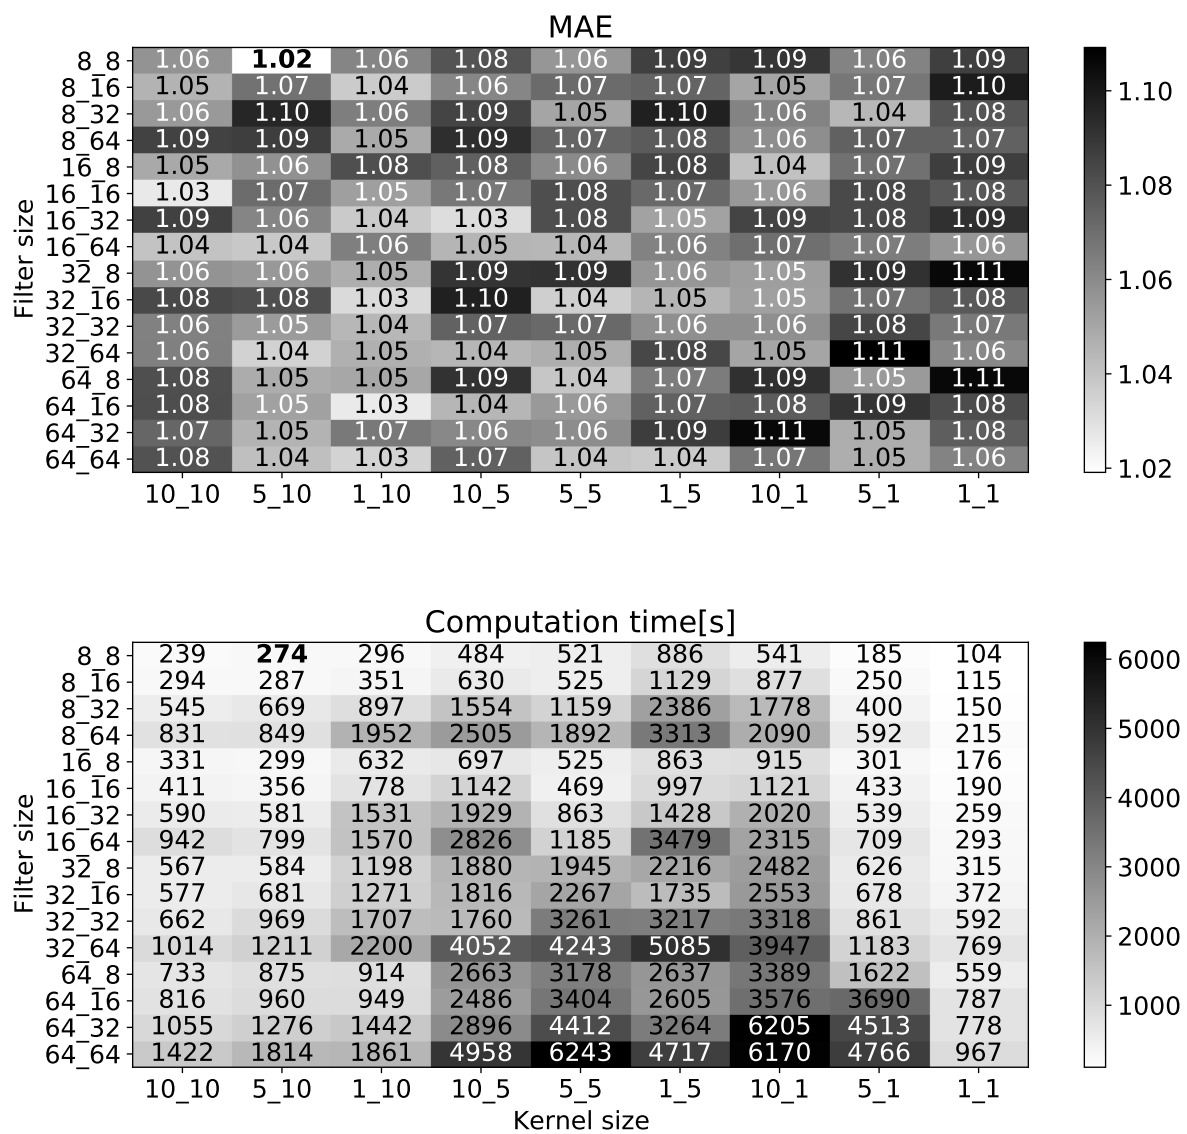 MAE
8_8 1.06 1.02 1.06 1.08 1.06 1.09 1.09 1.06 1.09
8_16 1.05 1.07 1.04 1.06 1.07 1.07 1.05 1.07 1.10
8_32 1.06 1.10 1.06 1.09 1.05 1.10 1.06 1.04 1.08
8_64 1.09 1.09 1.05 1.09 1.07 1.08 1.06 1.07 1.07
16_8 1.05 1.06 1.08 1.08 1.06 1.08 1.04 1.07 1.09
16_16 1.03 1.07 1.05 1.07 1.08 1.07 1.06 1.08 1.08
16_32 1.09 1.06 1.04 1.03 1.08 1.05 1.09 1.08 1.09
16_64 1.04 1.04 1.06 1.05 1.04 1.06 1.07 1.07 1.06
32_8 1.06 1.06 1.05 1.09 1.09 1.06 1.05 1.09 1.11
32_16 1.08 1.08 1.03 1.10 1.04 1.05 1.05 1.07 1.08
32_32 1.06 1.05 1.04 1.07 1.07 1.06 1.06 1.08 1.07
32_64 1.06 1.04 1.05 1.04 1.05 1.08 1.05 1.11 1.06
64_8 1.08 1.05 1.05 1.09 1.04 1.07 1.09 1.05 1.11
64_16 1.08 1.05 1.03 1.04 1.06 1.07 1.08 1.09 1.08
64_32 1.07 1.05 1.07 1.06 1.06 1.09 1.11 1.05 1.08
64_64 1.08 1.04 1.03 1.07 1.04 1.04 1.07 1.05 1.06
10_10 5_10 1_10 10_5 5_5 1_5 10_1 5_1 1_1
Filter size
1.10
1.08
1.06
1.04
1.02
Computation time[s]
8_8 239 274 296 484 521 886 541 185 104
8_16 294 287 351 630 525 1129 877 250 115
8_32 545 669 897 1554 1159 2386 1778 400 150
8_64 831 849 1952 2505 1892 3313 2090 592 215
16_8 331 299 632 697 525 863 915 301 176
16_16 411 356 778 1142 469 997 1121 433 190
16_32 590 581 1531 1929 863 1428 2020 539 259
16_64 942 799 1570 2826 1185 3479 2315 709 293
32_8 567 584 1198 1880 1945 2216 2482 626 315
32_16 577 681 1271 1816 2267 1735 2553 678 372
32_32 662 969 1707 1760 3261 3217 3318 861 592
32_64 1014 1211 2200 4052 4243 5085 3947 1183 769
64_8 733 875 914 2663 3178 2637 3389 1622 559
64_16 816 960 949 2486 3404 2605 3576 3690 787
64_32 1055 1276 1442 2896 4412 3264 6205 4513 778
64_64 1422 1814 1861 4958 6243 4717 6170 4766 967
10_10 5_10 1_10 10_5 5_5 1_5 10_1 5_1 1_1
Kernel size
Filter size
6000
5000
4000
3000
2000
1000